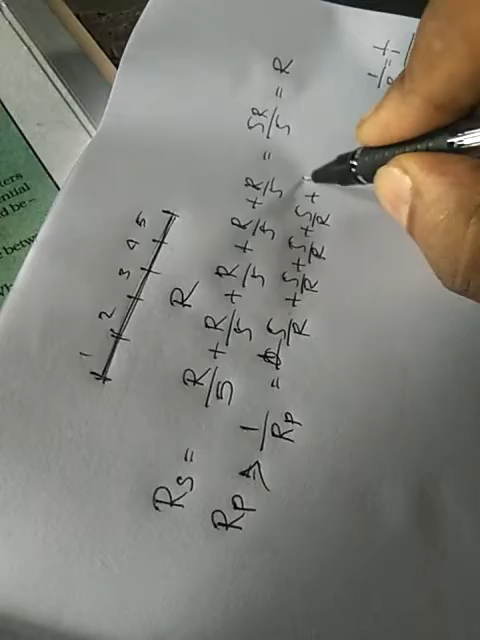 1 2 3 4 5
R
Rs = R/5 + R/5 + R/5 + R/5 + R/5 = 5R/5 = R
Rp > 1/Rp = 5/R + 5/R + 5/R + 5/R +